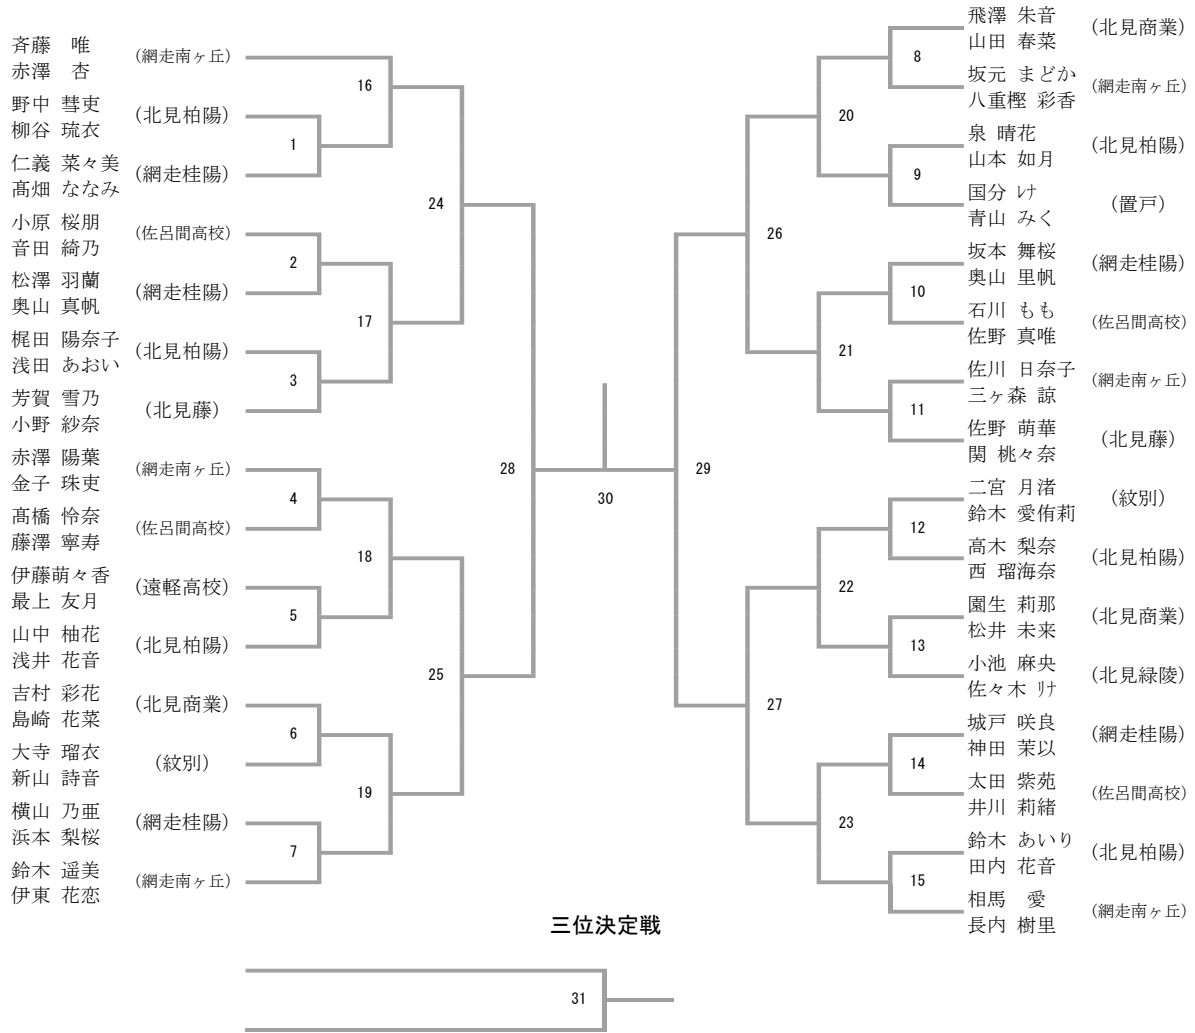 斉藤　唯
赤澤　杏
(網走南ヶ丘)
野中 彗吏
柳谷 琉衣
(北見柏陽)
仁義 菜々美
髙畑 ななみ
(網走桂陽)
小原 桜朋
音田 綺乃
(佐呂間高校)
松澤 羽蘭
奥山 真帆
(網走桂陽)
梶田 陽奈子
浅田 あおい
(北見柏陽)
芳賀 雪乃
小野 紗奈
(北見藤)
赤澤 陽葉
金子 珠吏
(網走南ヶ丘)
髙橋 怜奈
藤澤 寧寿
(佐呂間高校)
伊藤萌々香
最上 友月
(遠軽高校)
山中 柚花
浅井 花音
(北見柏陽)
吉村 彩花
島崎 花菜
(北見商業)
大寺 瑠衣
新山 詩音
(紋別)
横山 乃亜
浜本 梨桜
(網走桂陽)
鈴木 遥美
伊東 花恋
(網走南ヶ丘)
1
2
3
4
5
6
7
16
17
18
19
24
25
28
30
29
26
27
20
21
22
23
8
9
10
11
12
13
14
15
飛澤 朱音
山田 春菜
(北見商業)
坂元 まどか
八重樫 彩香
(網走南ヶ丘)
泉 晴花
山本 如月
(北見柏陽)
国分 ﾚﾅ
青山 みく
(置戸)
坂本 舞桜
奥山 里帆
(網走桂陽)
石川 もも
佐野 真唯
(佐呂間高校)
佐川 日奈子
三ヶ森 諒
(網走南ヶ丘)
佐野 萌華
関 桃々奈
(北見藤)
二宮 月渚
鈴木 愛侑莉
(紋別)
高木 梨奈
西 瑠海奈
(北見柏陽)
園生 莉那
松井 未来
(北見商業)
小池 麻央
佐々木 ﾘﾅ
(北見緑陵)
城戸 咲良
神田 茉以
(網走桂陽)
太田 紫苑
井川 莉緒
(佐呂間高校)
鈴木 あいり
田内 花音
(北見柏陽)
相馬　愛
長内 樹里
(網走南ヶ丘)
三位決定戦
31